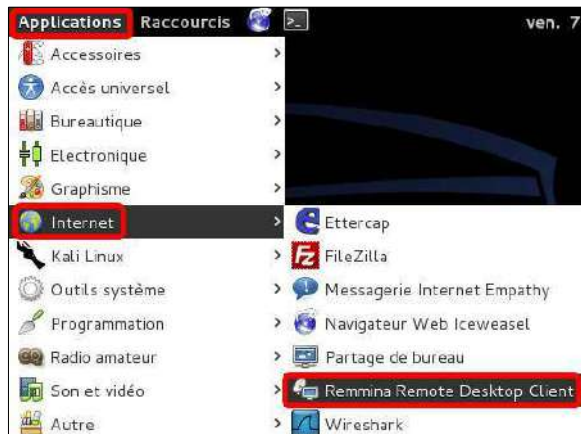 Applications Raccourcis ven. 7
Accessoires
Accès universel
Bureautique
Electronique
Graphisme
Internet
Kali Linux
Outils système
Programmation
Radio amateur
Son et vidéo
Autre
Ettercap
FileZilla
Messagerie Internet Empathy
Navigateur Web Iceweasel
Partage de bureau
Remmina Remote Desktop Client
Wireshark